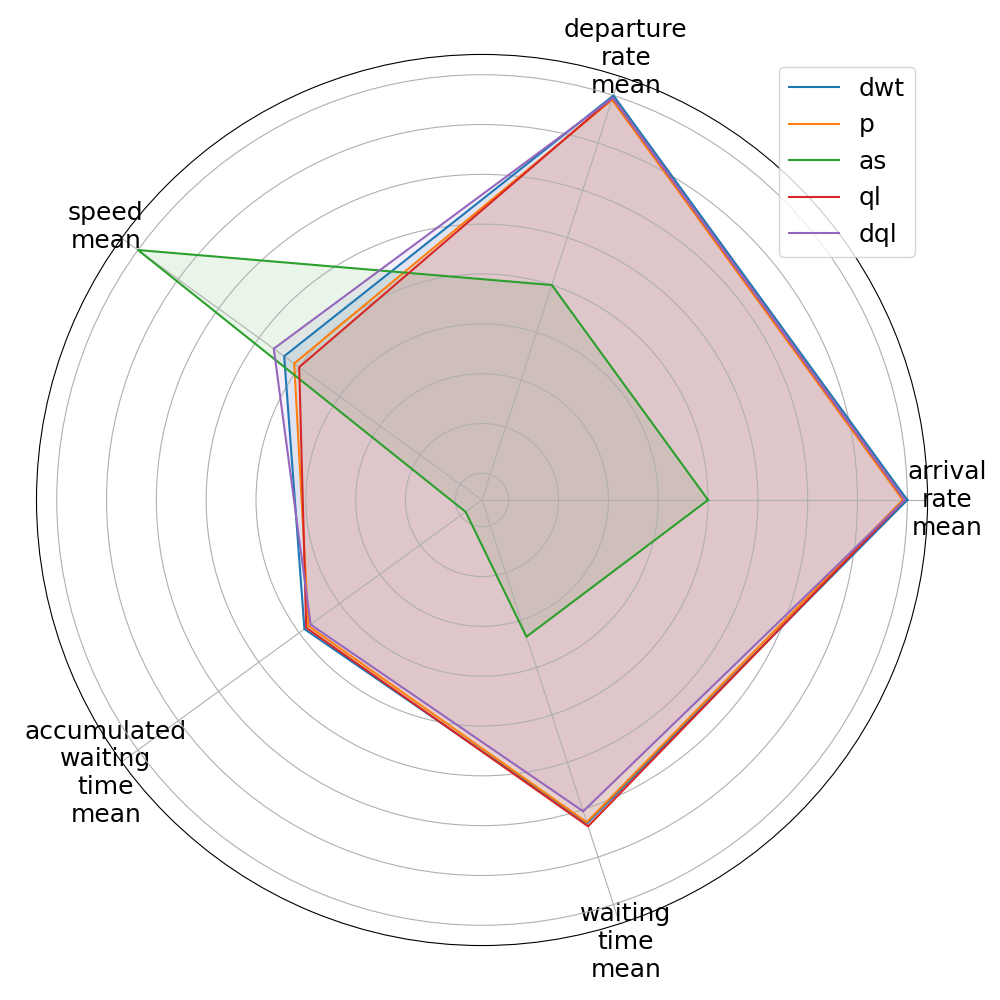 departure
rate
mean
dwt
p
as
ql
dql
speed
mean
arrival
rate
mean
accumulated
waiting
time
mean
waiting
time
mean